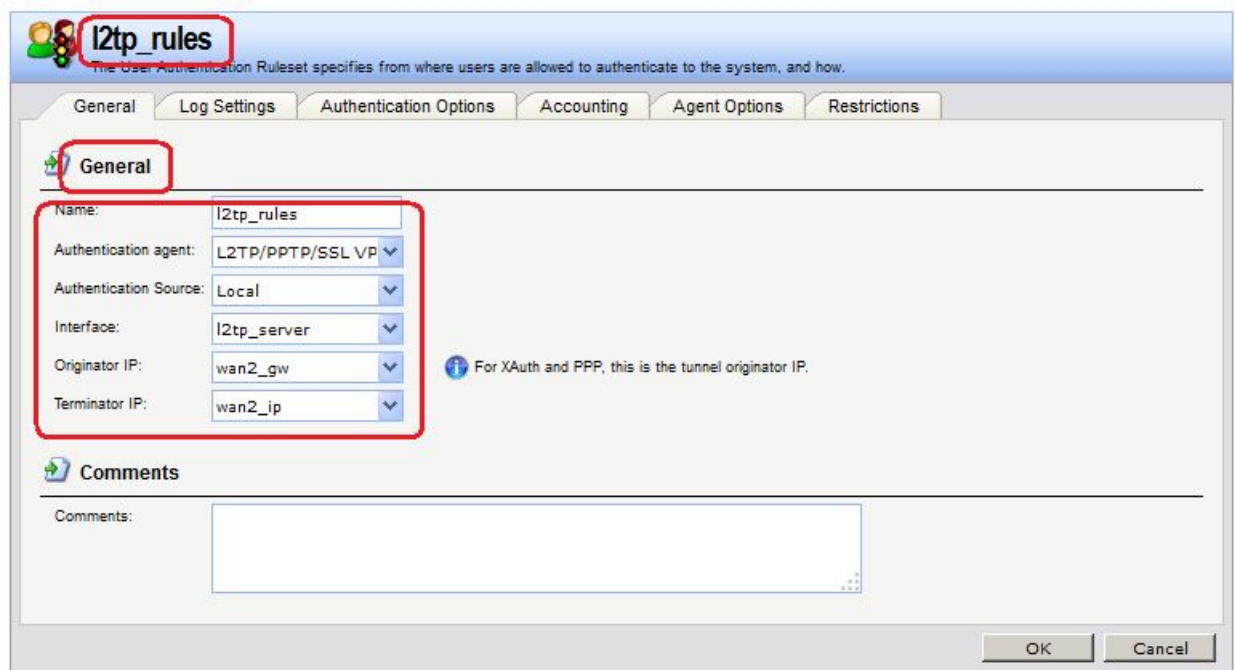 l2tp_rules
The User Authentication Ruleset specifies from where users are allowed to authenticate to the system, and how.
General Log Settings Authentication Options Accounting Agent Options Restrictions
General
Name: l2tp_rules
Authentication agent: L2TP/PPTP/SSL VP
Authentication Source: Local
Interface: l2tp_server
Originator IP: wan2_gw For XAuth and PPP, this is the tunnel originator IP.
Terminator IP: wan2_ip
Comments
Comments:
OK Cancel